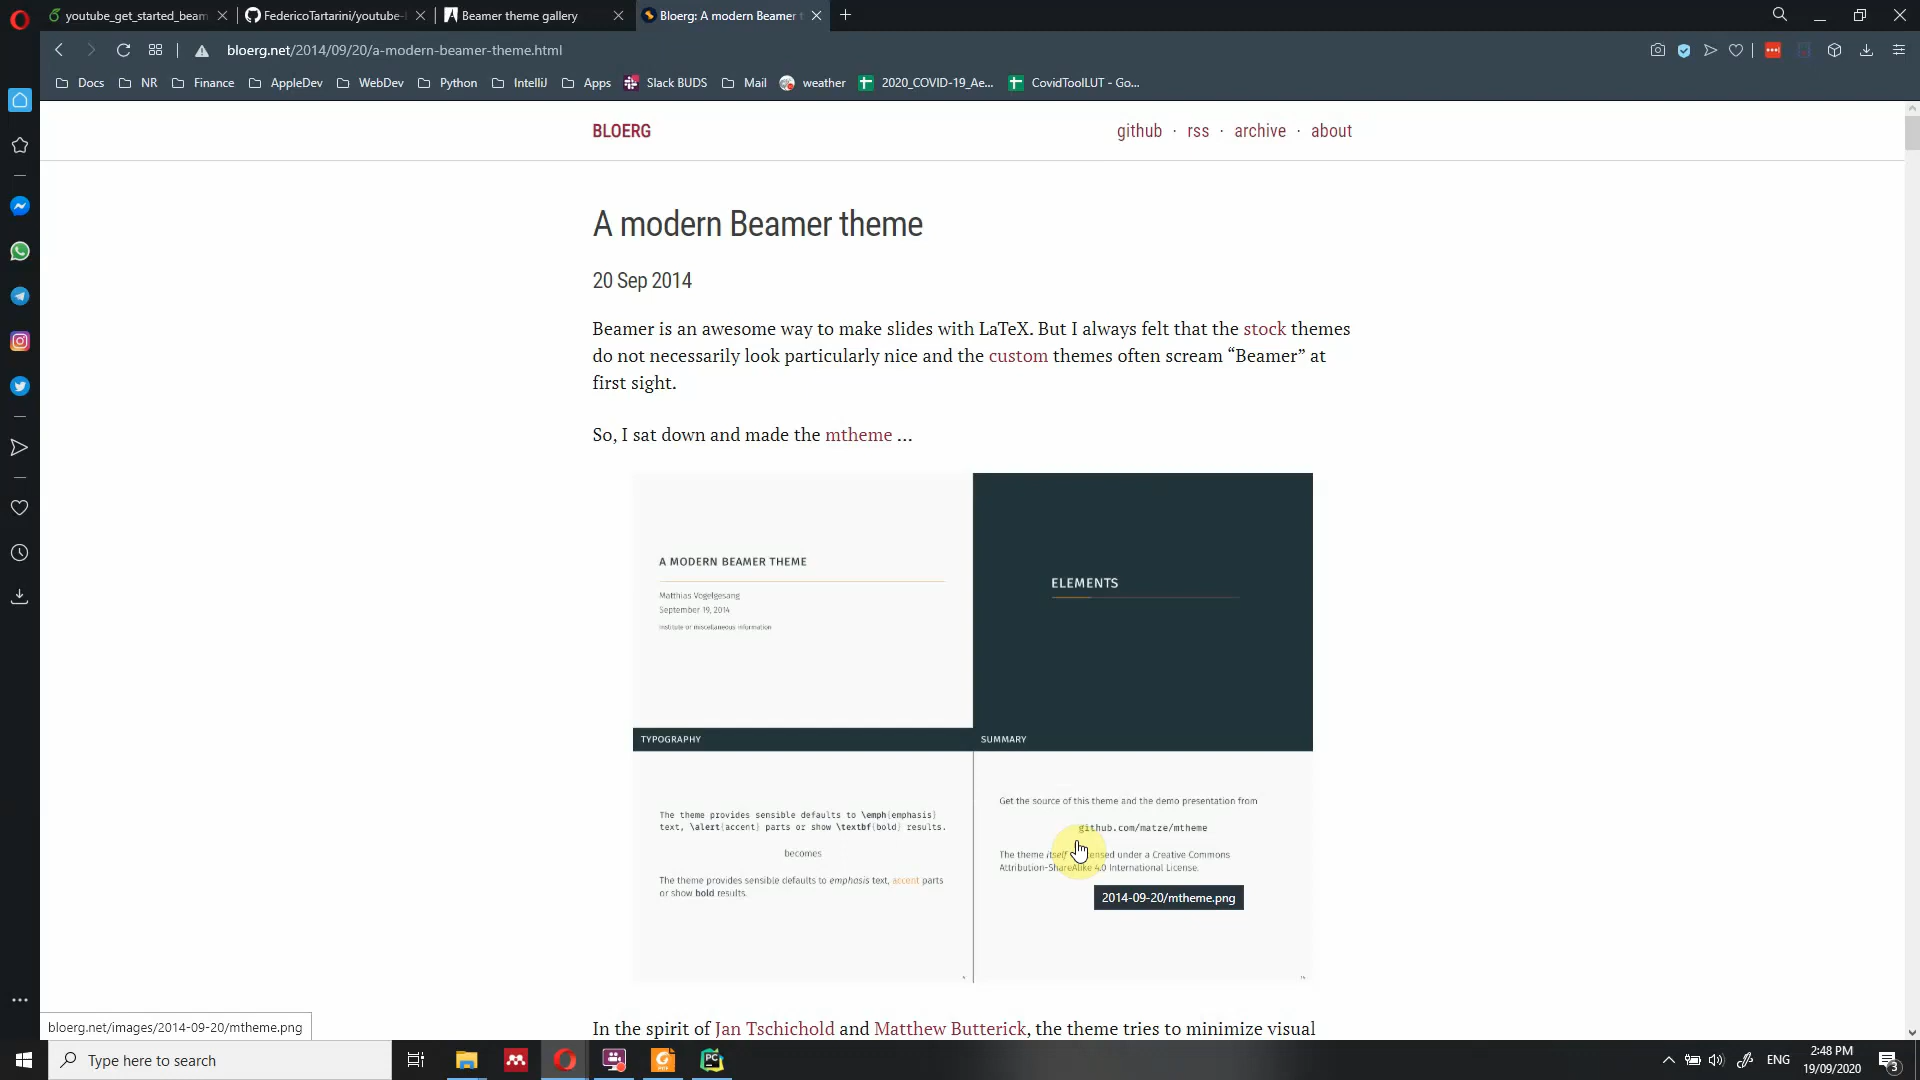 youtube_get_started_beam
FedericoTartarini/youtube-
Beamer theme gallery
Bloerg: A modern Beamer t
bloerg.net/2014/09/20/a-modern-beamer-theme.html
Docs
NR
Finance
AppleDev
WebDev
Python
IntelliJ
Apps
Slack BUDS
Mail
weather
2020_COVID-19_Ae...
CovidToolLUT - Go...
BLOERG
github · rss · archive · about
A modern Beamer theme
20 Sep 2014
Beamer is an awesome way to make slides with LaTeX. But I always felt that the stock themes
do not necessarily look particularly nice and the custom themes often scream “Beamer” at
first sight.
So, I sat down and made the mtheme ...
A MODERN BEAMER THEME
Matthias Vogelgesang
September 19, 2014
Institute or miscellaneous information
ELEMENTS
TYPOGRAPHY
The theme provides sensible defaults to \emph{emphasis}
text, \alert{accent} parts or show \textbf{bold} results.
becomes
The theme provides sensible defaults to emphasis text, accent parts
or show bold results.
SUMMARY
Get the source of this theme and the demo presentation from
github.com/matze/mtheme
The theme itself licensed under a Creative Commons
Attribution-ShareAlike 4.0 International License.
2014-09-20/mtheme.png
In the spirit of Jan Tschichold and Matthew Butterick, the theme tries to minimize visual
bloerg.net/images/2014-09-20/mtheme.png
Type here to search
PC
ENG
2:48 PM
19/09/2020
3